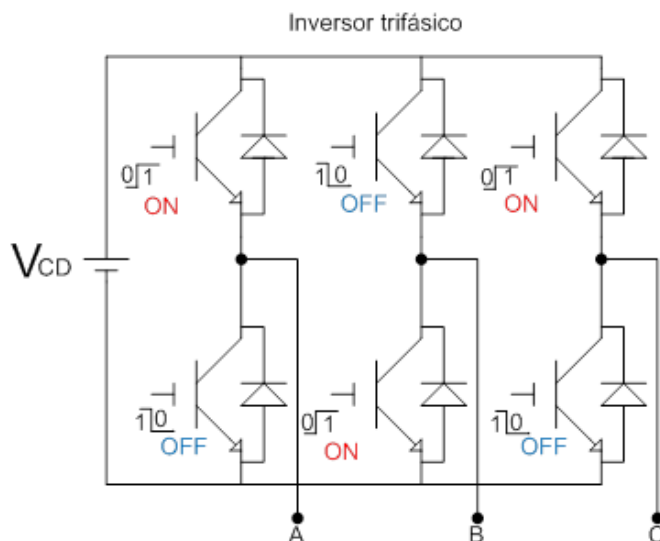 Inversor trifásico
0 1
ON
1 0
OFF
0 1
ON
VCD
1 0
OFF
0 1
ON
1 0
OFF
A
B
C